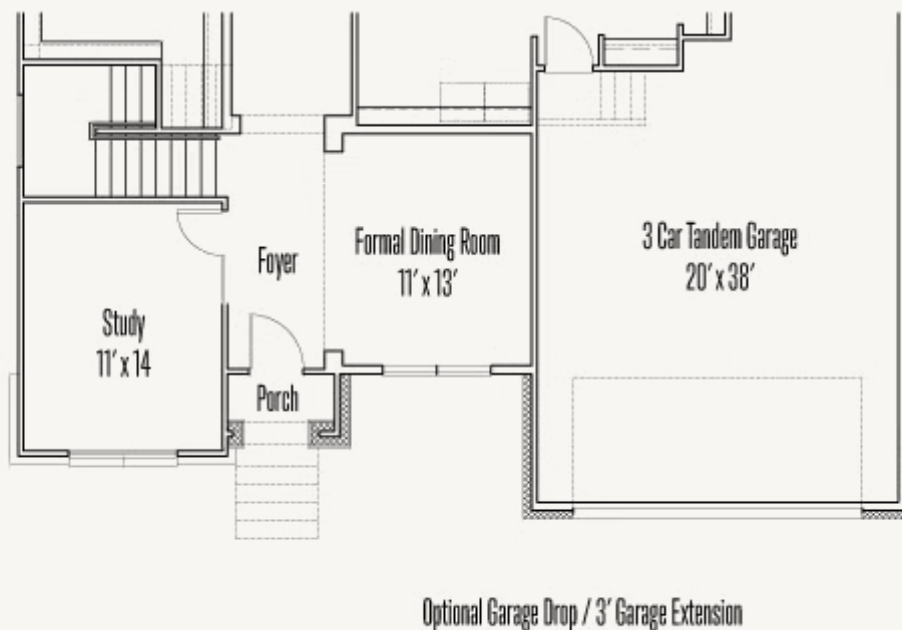 Foyer
Formal Dining Room
11' x 13'
3 Car Tandem Garage
20' x 38'
Study
11' x 14
Porch
Optional Garage Drop / 3' Garage Extension